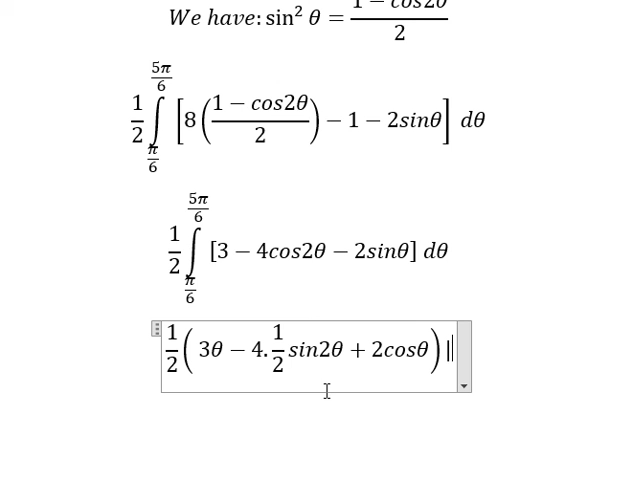 We have: sin² θ = (1 − cos2θ)/2
1/2 ∫_{π/6}^{5π/6} [8((1 − cos2θ)/2) − 1 − 2sinθ] dθ
1/2 ∫_{π/6}^{5π/6} [3 − 4cos2θ − 2sinθ] dθ
1/2 ( 3θ − 4.1/2 sin2θ + 2cosθ) |